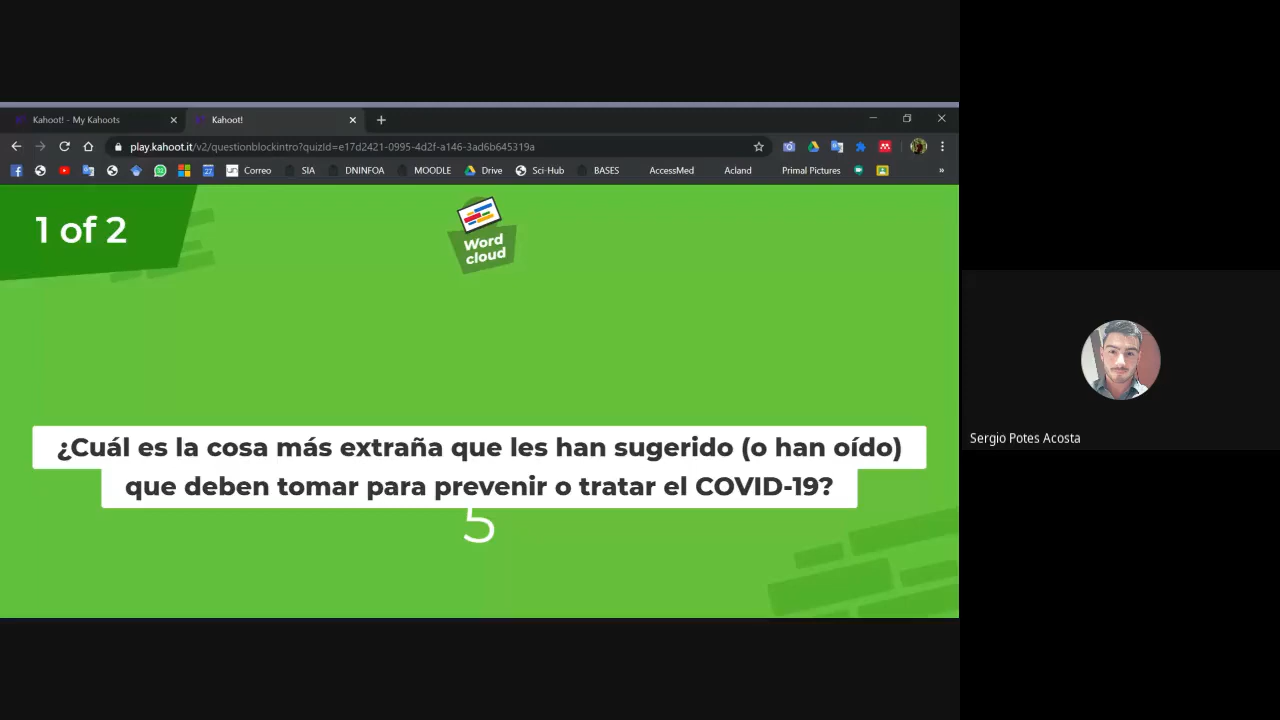 Kahoot! - My Kahoots
Kahoot!
play.kahoot.it/v2/questionblockintro?quizId=e17d2421-0995-4d2f-a146-3ad6b645319a
Correo SIA DNINFOA MOODLE Drive Sci-Hub BASES AccessMed Acland Primal Pictures »
1 of 2
Word
cloud
¿Cuál es la cosa más extraña que les han sugerido (o han oído)
que deben tomar para prevenir o tratar el COVID-19?
5
Sergio Potes Acosta